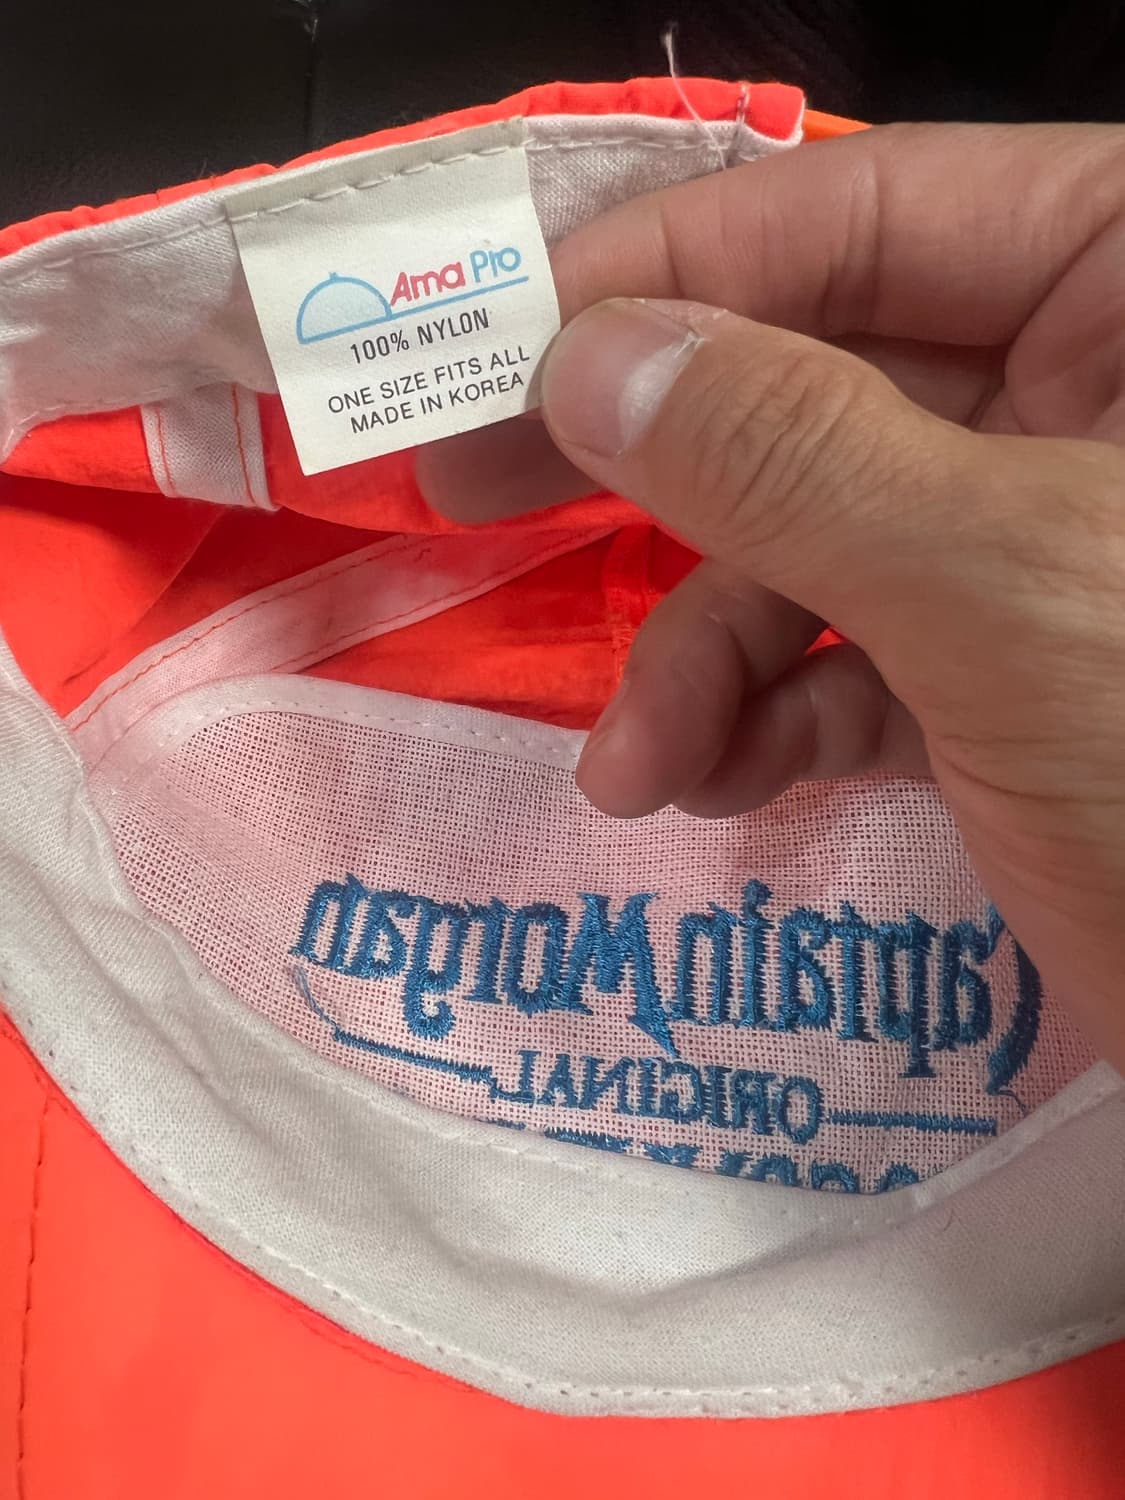 Ama Pro
100% NYLON
ONE SIZE FITS ALL
MADE IN KOREA
Captain Morgan
ORIGINAL